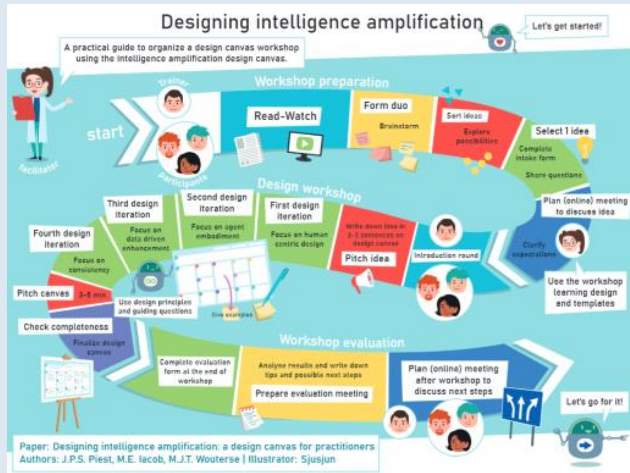 Designing intelligence amplification
Let's get started!
A practical guide to organize a design canvas workshop
using the intelligence amplification design canvas.
facilitator
Workshop preparation
start
Trainer
Participants
Read-Watch
Form duo
Brainstorm
Sort ideas
Explore
possibilities
Select 1 idea
Complete
intake form
Share questions
Plan (online) meeting
to discuss idea
Clarify
expectations
Use the workshop
learning design
and templates
Design workshop
Introduction round
Write down idea in
2-3 sentences on
design canvas
Pitch idea
First design
iteration
Focus on human
centric design
Second design
iteration
Focus on agent
embodiment
Third design
iteration
Focus on
data driven
enhancement
Fourth design
iteration
Focus on
consistency
Use design principles
and guiding questions
Give examples
Pitch canvas
3-5 min
Check completeness
Finalize design
canvas
Workshop evaluation
Complete evaluation
form at the end of
workshop
Analyse results and write down
tips and possible next steps
Prepare evaluation meeting
Plan (online) meeting
after workshop to
discuss next steps
Let's go for it!
Paper: Designing intelligence amplification: a design canvas for practitioners
Authors: J.P.S. Piest, M.E. Iacob, M.J.T. Wouterse | Illustrator: Sjusjun